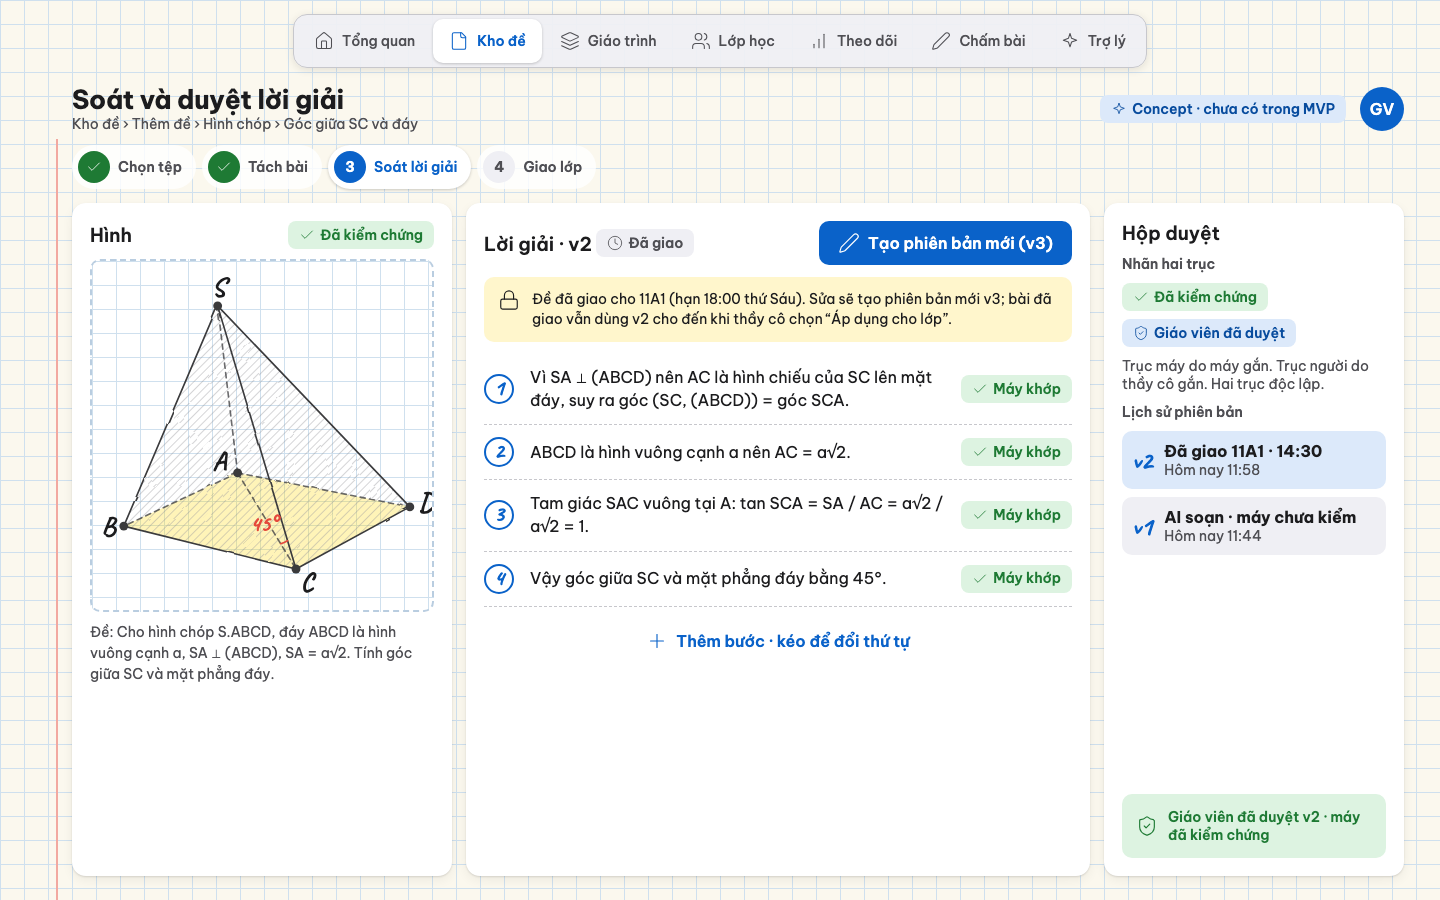 Tổng quan
Kho đề
Giáo trình
Lớp học
Theo dõi
Chấm bài
Trợ lý
Soát và duyệt lời giải
Kho đề › Thêm đề › Hình chóp › Góc giữa SC và đáy
Concept · chưa có trong MVP
GV
Chọn tệp
Tách bài
3 Soát lời giải
4 Giao lớp
Hình
Đã kiểm chứng
S
A
B
C
D
45°
Đề: Cho hình chóp S.ABCD, đáy ABCD là hình
vuông cạnh a, SA ⊥ (ABCD), SA = a√2. Tính góc
giữa SC và mặt phẳng đáy.
Lời giải · v2
Đã giao
Tạo phiên bản mới (v3)
Đề đã giao cho 11A1 (hạn 18:00 thứ Sáu). Sửa sẽ tạo phiên bản mới v3; bài đã
giao vẫn dùng v2 cho đến khi thầy cô chọn “Áp dụng cho lớp”.
1
Vì SA ⊥ (ABCD) nên AC là hình chiếu của SC lên mặt
đáy, suy ra góc (SC, (ABCD)) = góc SCA.
Máy khớp
2
ABCD là hình vuông cạnh a nên AC = a√2.
Máy khớp
3
Tam giác SAC vuông tại A: tan SCA = SA / AC = a√2 /
a√2 = 1.
Máy khớp
4
Vậy góc giữa SC và mặt phẳng đáy bằng 45°.
Máy khớp
Thêm bước · kéo để đổi thứ tự
Hộp duyệt
Nhãn hai trục
Đã kiểm chứng
Giáo viên đã duyệt
Trục máy do máy gắn. Trục người do
thầy cô gắn. Hai trục độc lập.
Lịch sử phiên bản
v2
Đã giao 11A1 · 14:30
Hôm nay 11:58
v1
AI soạn · máy chưa kiểm
Hôm nay 11:44
Giáo viên đã duyệt v2 · máy
đã kiểm chứng